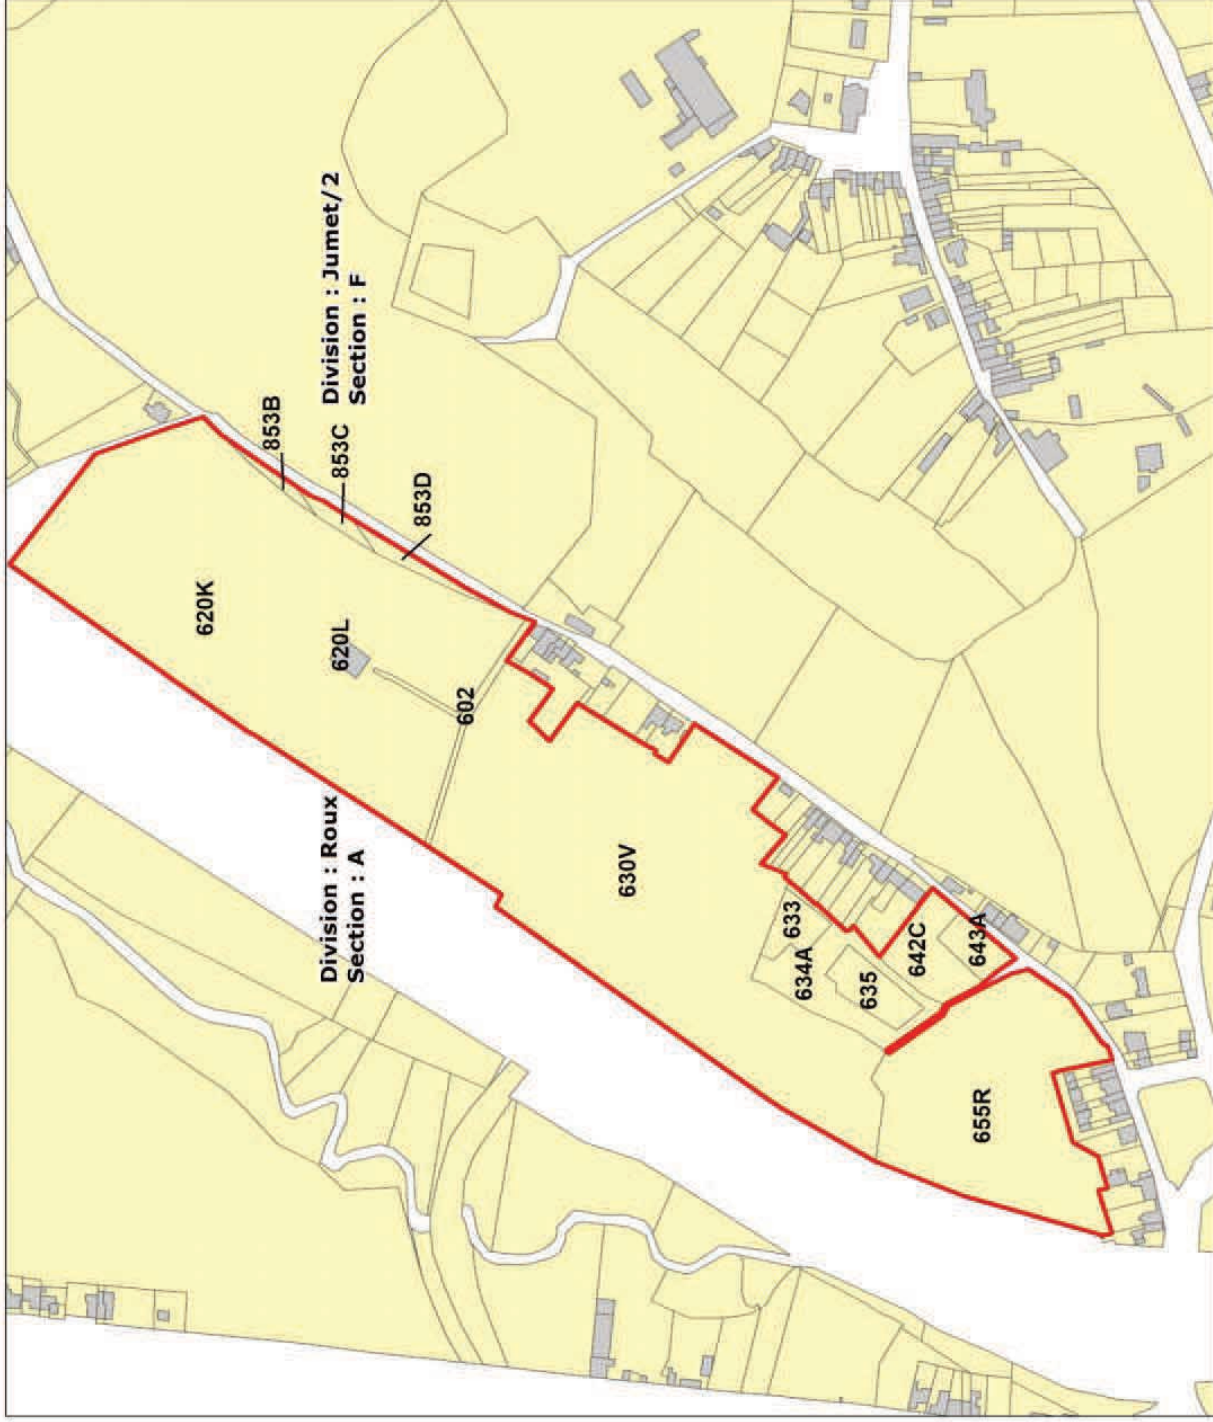 Division : Jumet/2
Section : F
853B
853C
853D
620K
620L
602
Division : Roux
Section : A
630V
633
634A
635
642C
643A
655R